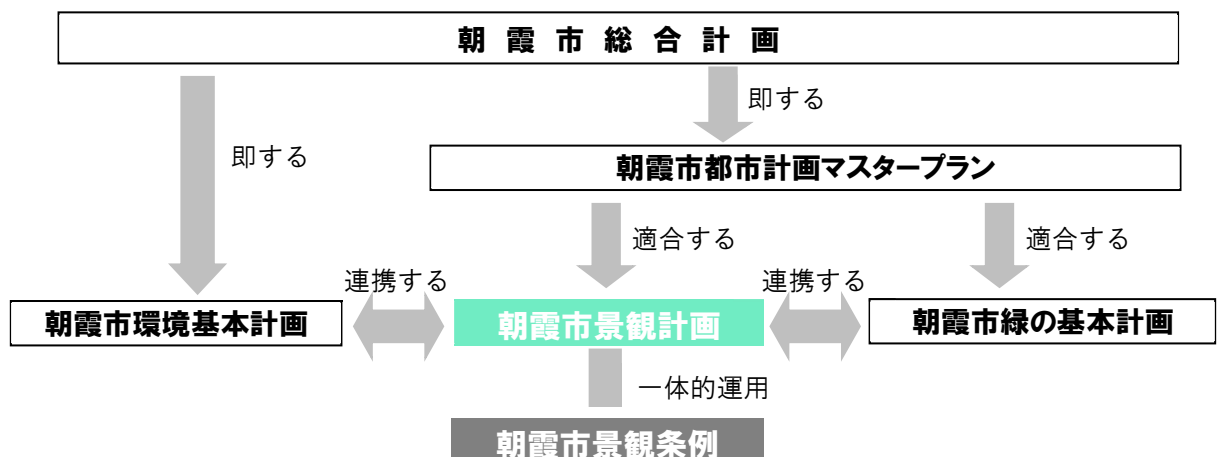 朝霞市総合計画
即する
即する
朝霞市都市計画マスタープラン
適合する
適合する
連携する
連携する
朝霞市環境基本計画
朝霞市景観計画
朝霞市緑の基本計画
一体的運用
朝霞市景観条例